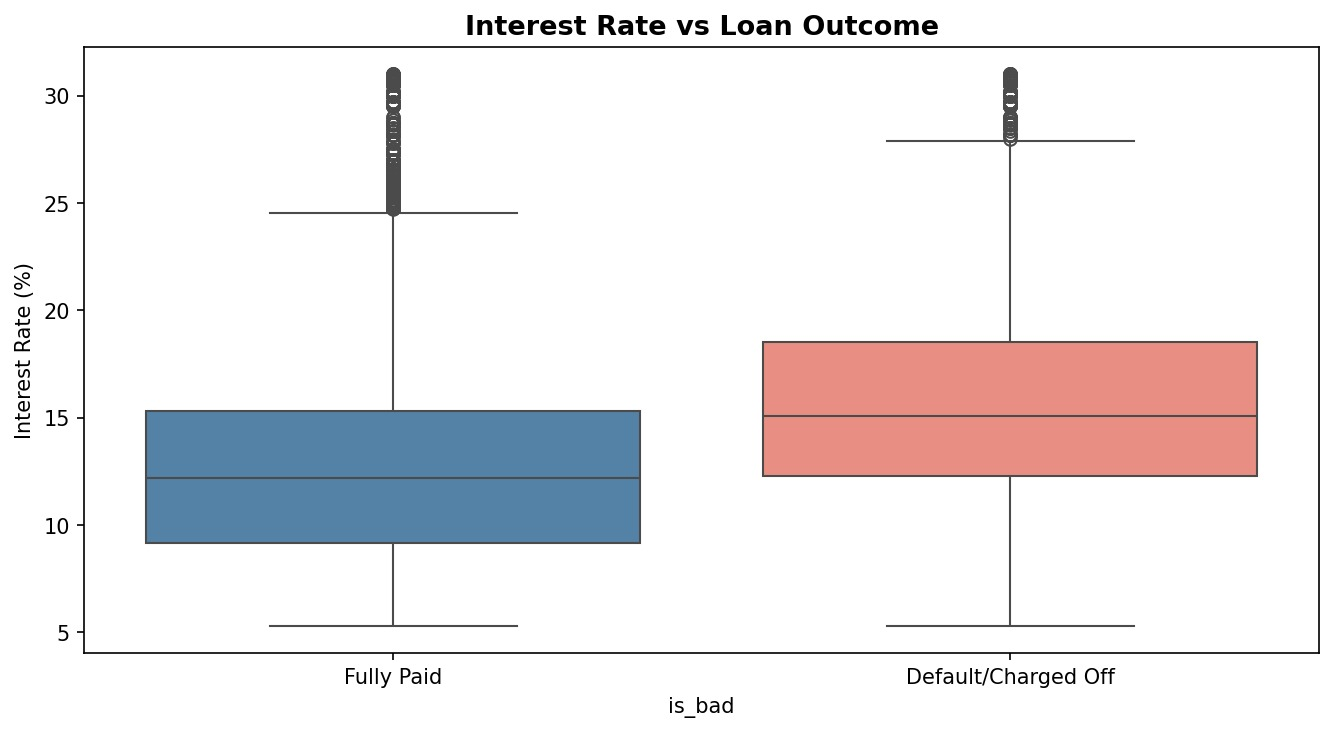 Interest Rate vs Loan Outcome
Interest Rate (%)
30
25
20
15
10
5
Fully Paid
Default/Charged Off
is_bad